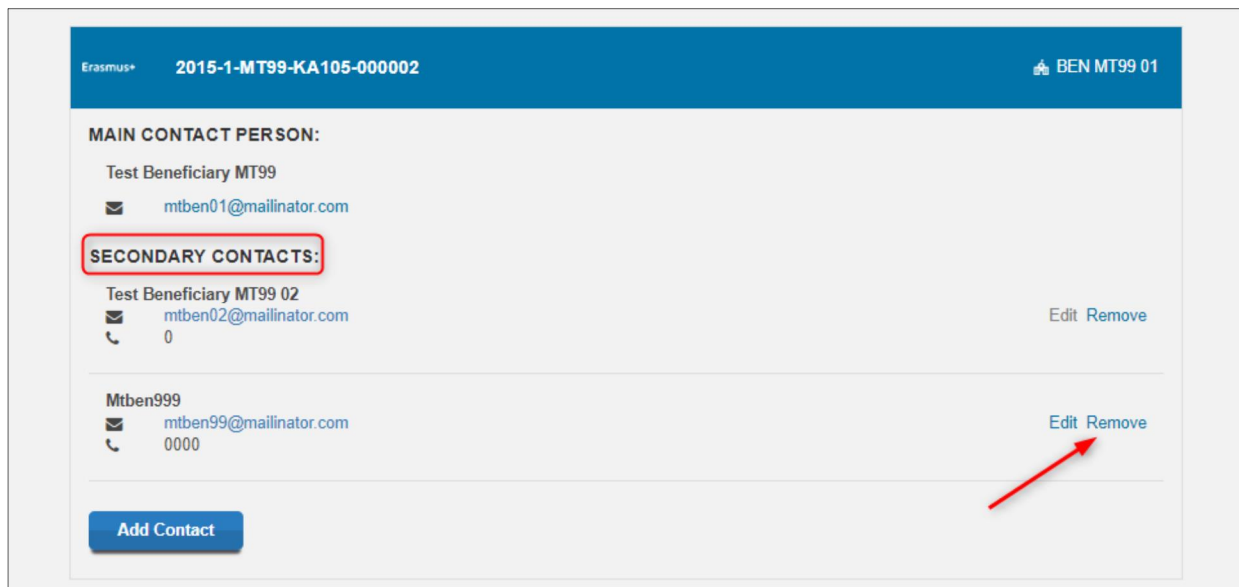 Erasmus+ 2015-1-MT99-KA105-000002 BEN MT99 01
MAIN CONTACT PERSON:
Test Beneficiary MT99
mtben01@mailinator.com
SECONDARY CONTACTS:
Test Beneficiary MT99 02
mtben02@mailinator.com Edit Remove
0
Mtben999
mtben99@mailinator.com Edit Remove
0000
Add Contact